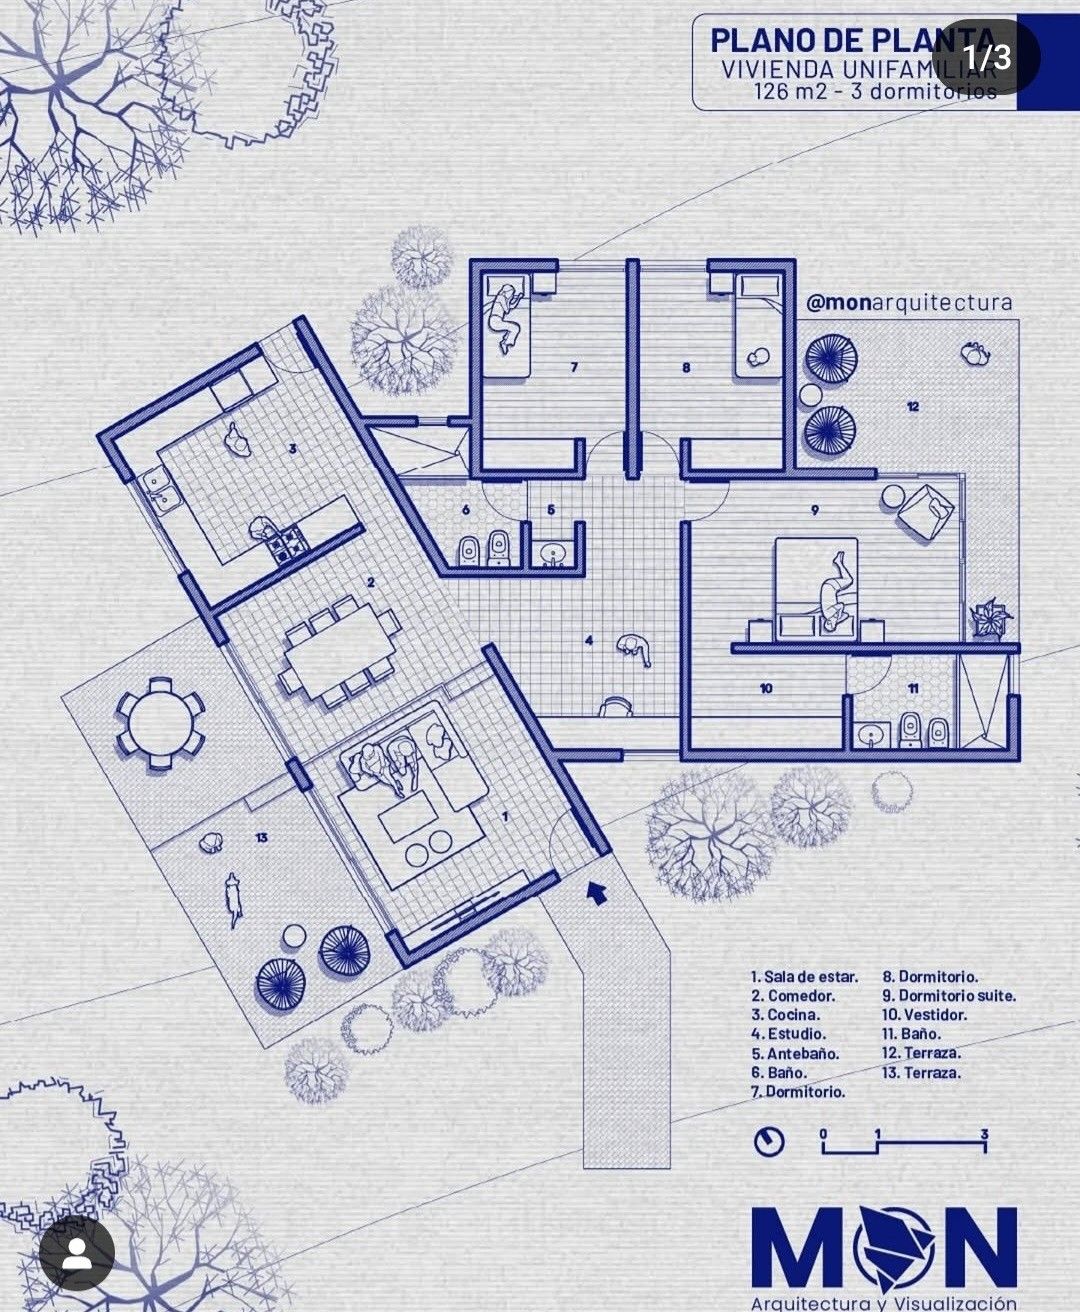 PLANO DE PLANTA
1/3
VIVIENDA UNIFAMILIAR
126 m2 - 3 dormitorios
@monarquitectura
7
8
12
3
6
5
9
2
4
10
11
1
13
1. Sala de estar.
2. Comedor.
3. Cocina.
4. Estudio.
5. Antebaño.
6. Baño.
7. Dormitorio.
8. Dormitorio.
9. Dormitorio suite.
10. Vestidor.
11. Baño.
12. Terraza.
13. Terraza.
0 1 3
MON
Arquitectura y Visualización